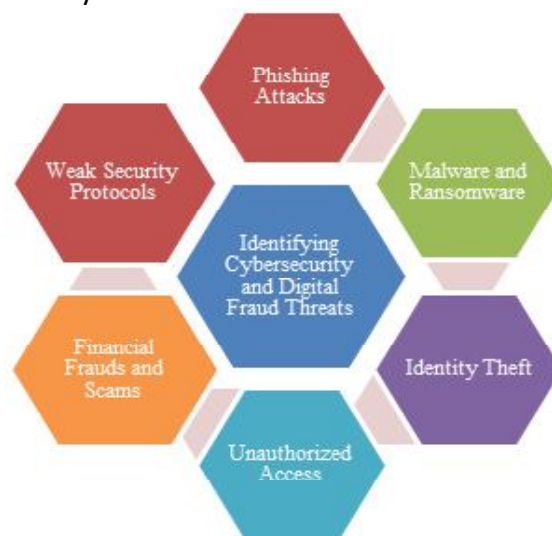 Phishing
Attacks
Weak Security
Protocols
Malware and
Ransomware
Identifying
Cybersecurity
and Digital
Fraud Threats
Financial
Frauds and
Scams
Identity Theft
Unauthorized
Access